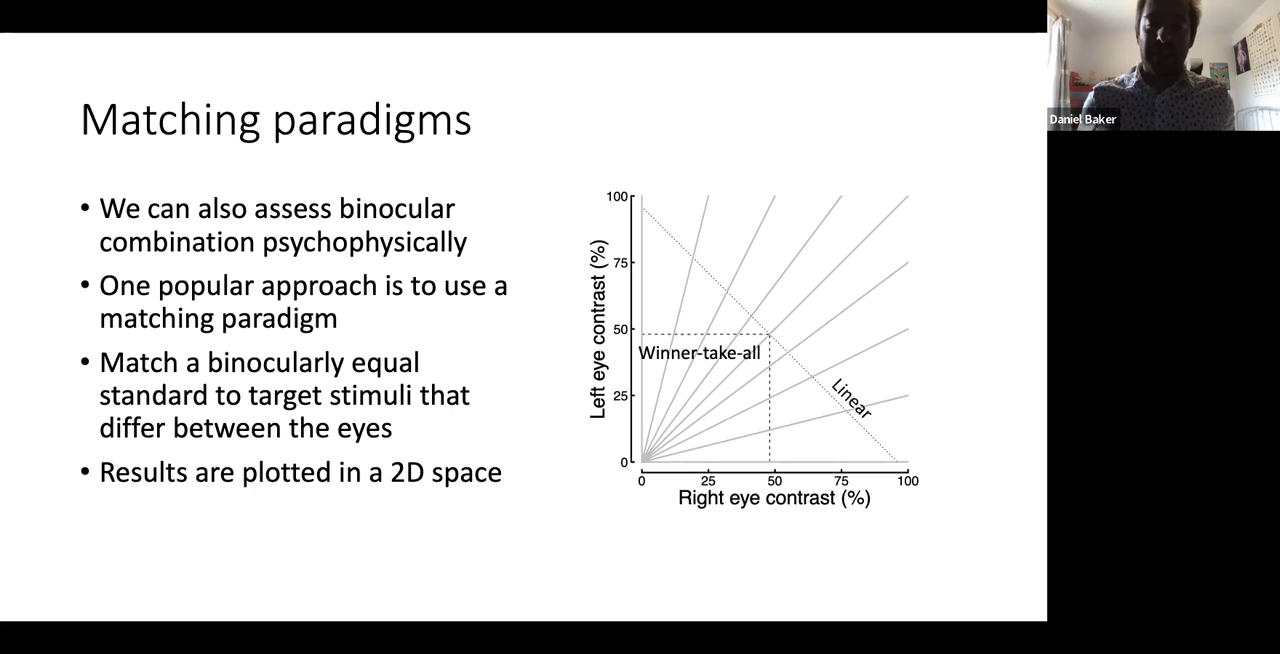 Matching paradigms
• We can also assess binocular
combination psychophysically
• One popular approach is to use a
matching paradigm
• Match a binocularly equal
standard to target stimuli that
differ between the eyes
• Results are plotted in a 2D space
100
75
50
25
0
Left eye contrast (%)
Winner-take-all
Linear
0 25 50 75 100
Right eye contrast (%)
Daniel Baker